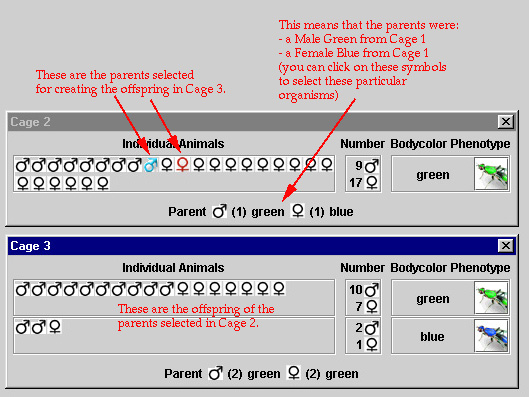 This means that the parents were:
- a Male Green from Cage 1
- a Female Blue from Cage 1
(you can click on these symbols
to select these particular
organisms)
These are the parents selected
for creating the offspring in Cage 3.
Cage 2
Individual Animals Number Bodycolor Phenotype
♂♂♂♂♂♂♂♂♂♀♀♀♀♀♀♀♀♀♀♀ 9♂ green
♀♀♀♀♀♀ 17♀
Parent ♂ (1) green ♀ (1) blue
Cage 3
Individual Animals Number Bodycolor Phenotype
♂♂♂♂♂♂♂♂♂♂♀♀♀♀♀♀♀ 10♂ green
7♀
These are the offspring of the
parents selected in Cage 2.
♂♂♀ 2♂ blue
1♀
Parent ♂ (2) green ♀ (2) green